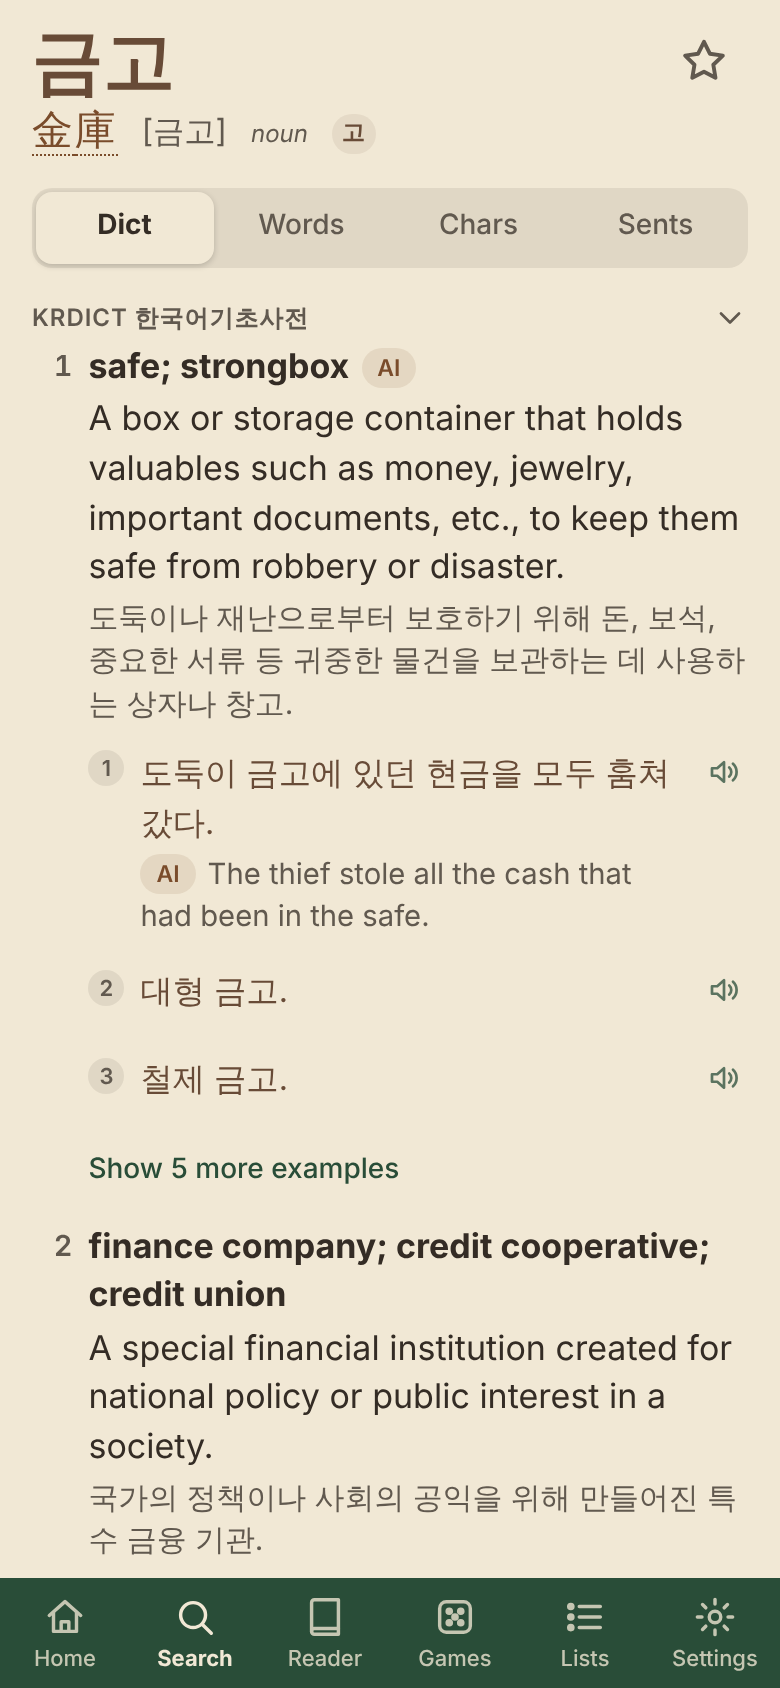 금고
金庫 [금고] noun 고
Dict Words Chars Sents
KRDICT 한국어기초사전
1 safe; strongbox AI
A box or storage container that holds
valuables such as money, jewelry,
important documents, etc., to keep them
safe from robbery or disaster.
도둑이나 재난으로부터 보호하기 위해 돈, 보석,
중요한 서류 등 귀중한 물건을 보관하는 데 사용하
는 상자나 창고.
1 도둑이 금고에 있던 현금을 모두 훔쳐
갔다.
AI The thief stole all the cash that
had been in the safe.
2 대형 금고.
3 철제 금고.
Show 5 more examples
2 finance company; credit cooperative;
credit union
A special financial institution created for
national policy or public interest in a
society.
국가의 정책이나 사회의 공익을 위해 만들어진 특
수 금융 기관.
Home Search Reader Games Lists Settings